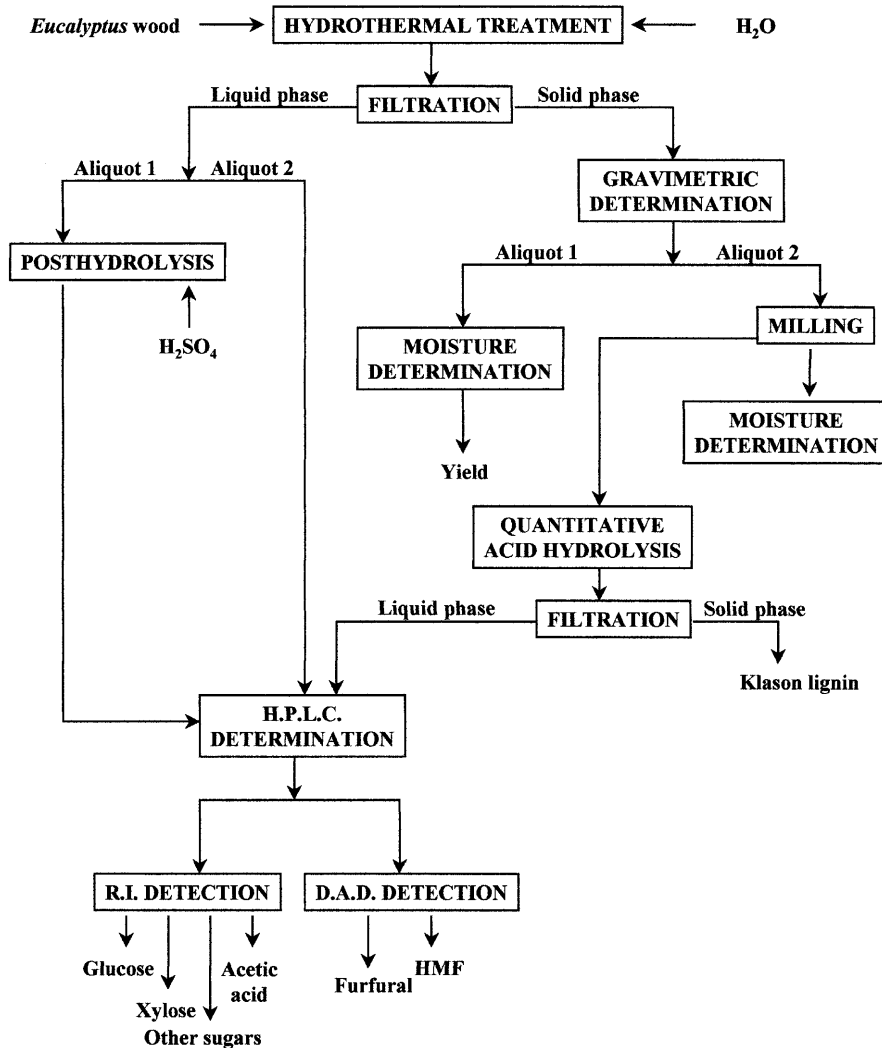 Eucalyptus wood
HYDROTHERMAL TREATMENT
H₂O
Liquid phase
FILTRATION
Solid phase
Aliquot 1
Aliquot 2
GRAVIMETRIC
DETERMINATION
POSTHYDROLYSIS
Aliquot 1
Aliquot 2
H₂SO₄
MOISTURE
DETERMINATION
MILLING
MOISTURE
DETERMINATION
Yield
QUANTITATIVE
ACID HYDROLYSIS
Liquid phase
FILTRATION
Solid phase
Klason lignin
H.P.L.C.
DETERMINATION
R.I. DETECTION
D.A.D. DETECTION
Glucose
Xylose
Other sugars
Acetic
acid
Furfural
HMF